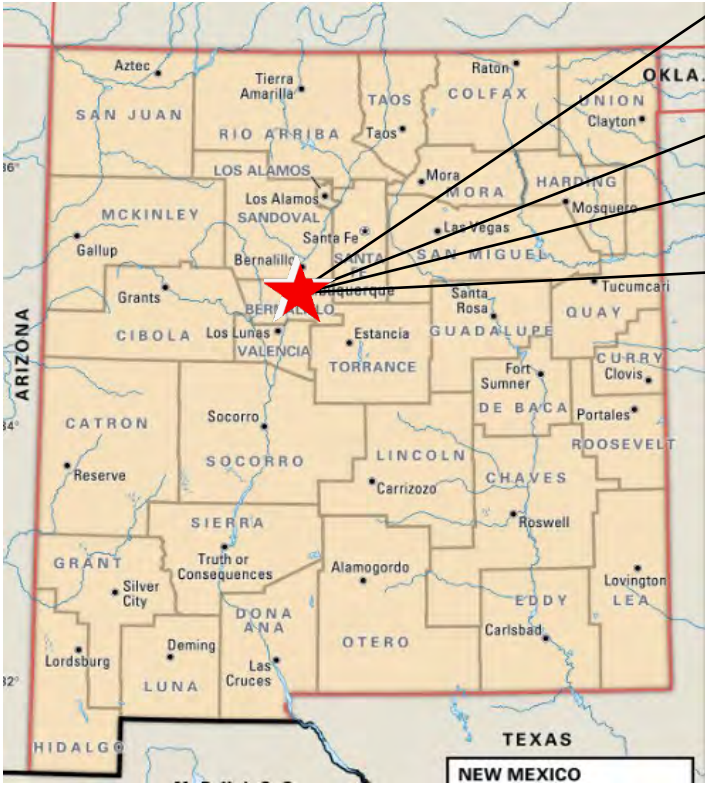 Aztec
Tierra
Amarilla
Raton
OKLA.
SAN JUAN
TAOS
COLFAX
UNION
RIO ARRIBA
Taos
Clayton
36°
LOS ALAMOS
Mora
MORA
HARDING
Los Alamos
Mosquero
MCKINLEY
SANDOVAL
Santa Fe
Las Vegas
Gallup
Bernalillo
SANTA
FE
SAN MIGUEL
Grants
Tucumcari
Santa
Rosa
QUAY
CIBOLA
Los Lunas
VALENCIA
Estancia
TORRANCE
GUADALUPE
ARIZONA
CURRY
Clovis
Fort
Sumner
DE BACA
Portales
CATRON
Socorro
ROOSEVELT
SOCORRO
LINCOLN
CHAVES
Reserve
Carrizozo
SIERRA
Roswell
GRANT
Truth or
Consequences
Alamogordo
Silver
City
Lovington
LEA
EDDY
DONA
ANA
Carlsbad
Deming
OTERO
Lordsburg
Las
Cruces
LUNA
32°
HIDALGO
TEXAS
NEW MEXICO